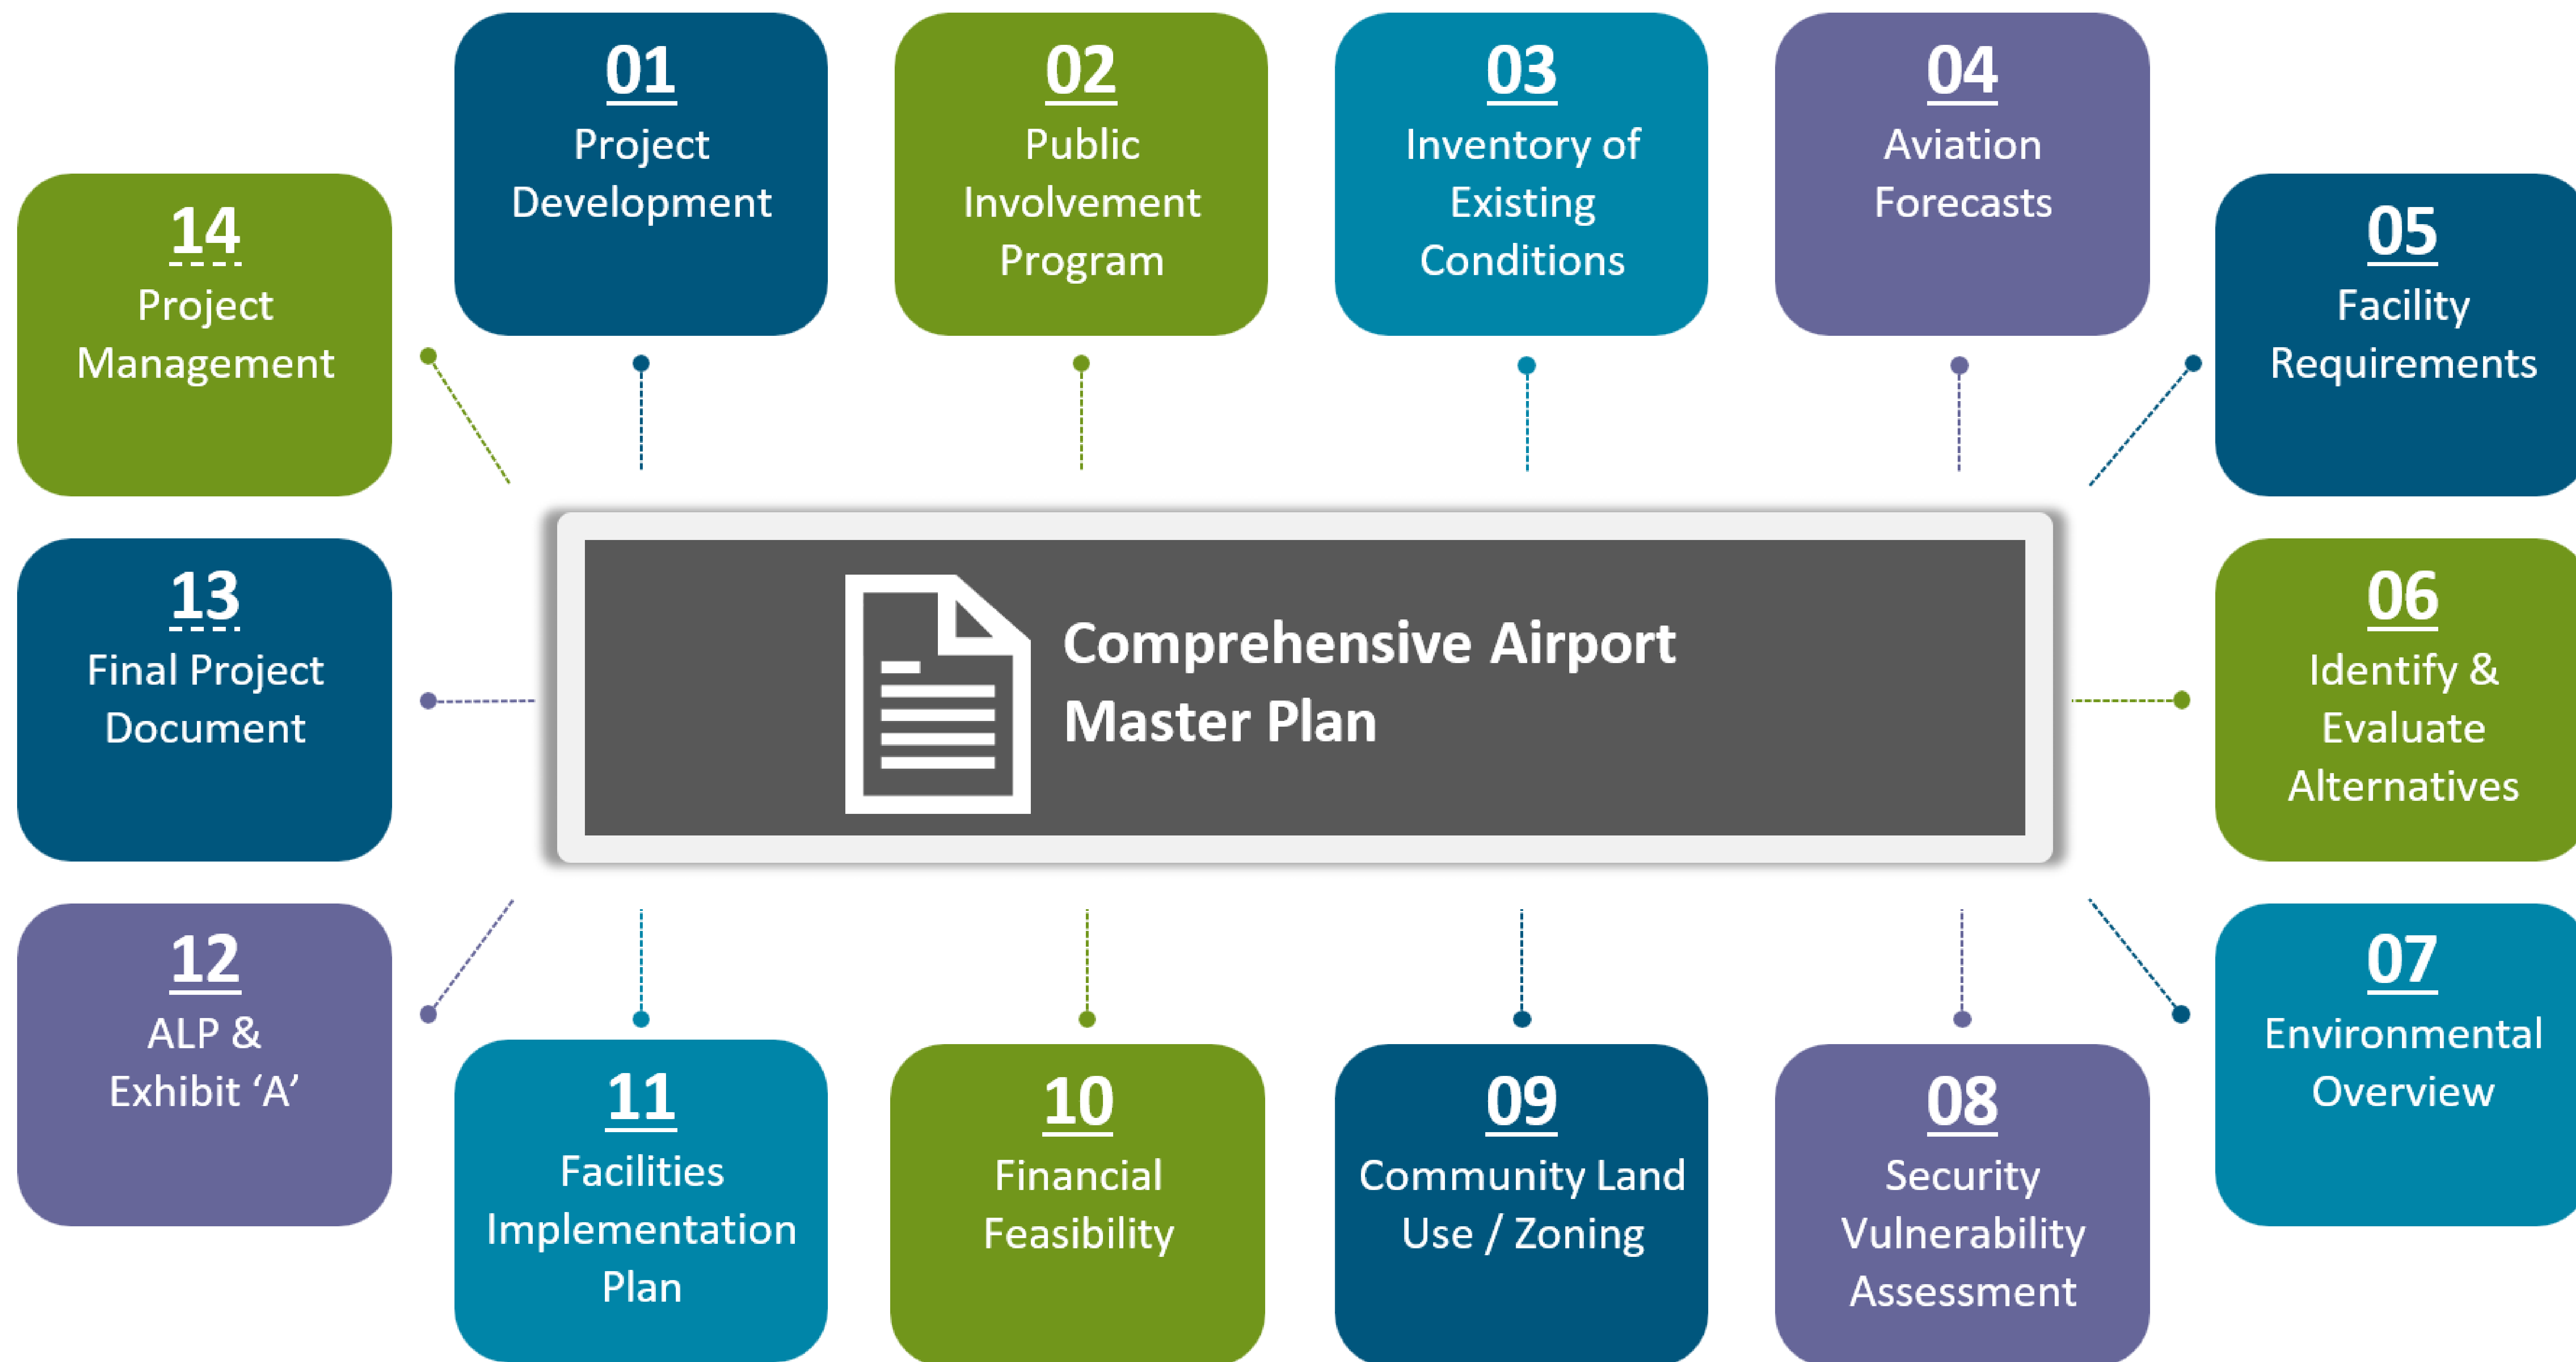 01
Project
Development
02
Public
Involvement
Program
03
Inventory of
Existing
Conditions
04
Aviation
Forecasts
05
Facility
Requirements
06
Identify &
Evaluate
Alternatives
07
Environmental
Overview
08
Security
Vulnerability
Assessment
09
Community Land
Use / Zoning
10
Financial
Feasibility
11
Facilities
Implementation
Plan
12
ALP &
Exhibit ‘A’
13
Final Project
Document
14
Project
Management
Comprehensive Airport
Master Plan